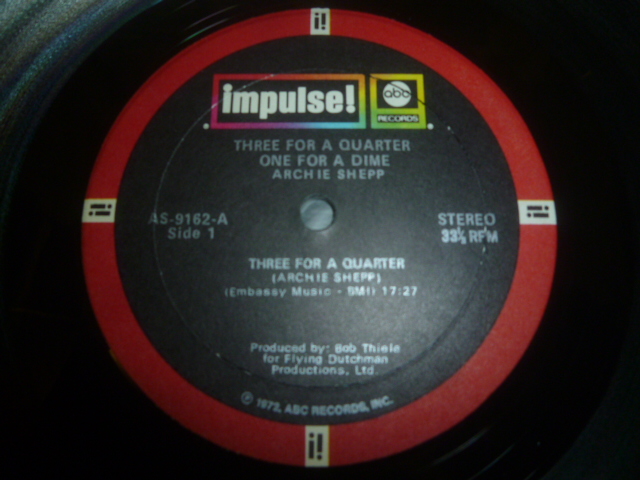 i!
impulse!
abc
RECORDS
THREE FOR A QUARTER
ONE FOR A DIME
ARCHIE SHEPP
AS-9162-A
Side 1
STEREO
33⅓ RPM
THREE FOR A QUARTER
(ARCHIE SHEPP)
(Embassy Music - BMI) 17:27
Produced by: Bob Thiele
for Flying Dutchman
Productions, Ltd.
℗ 1973, ABC RECORDS, INC.
i!
i!
i!